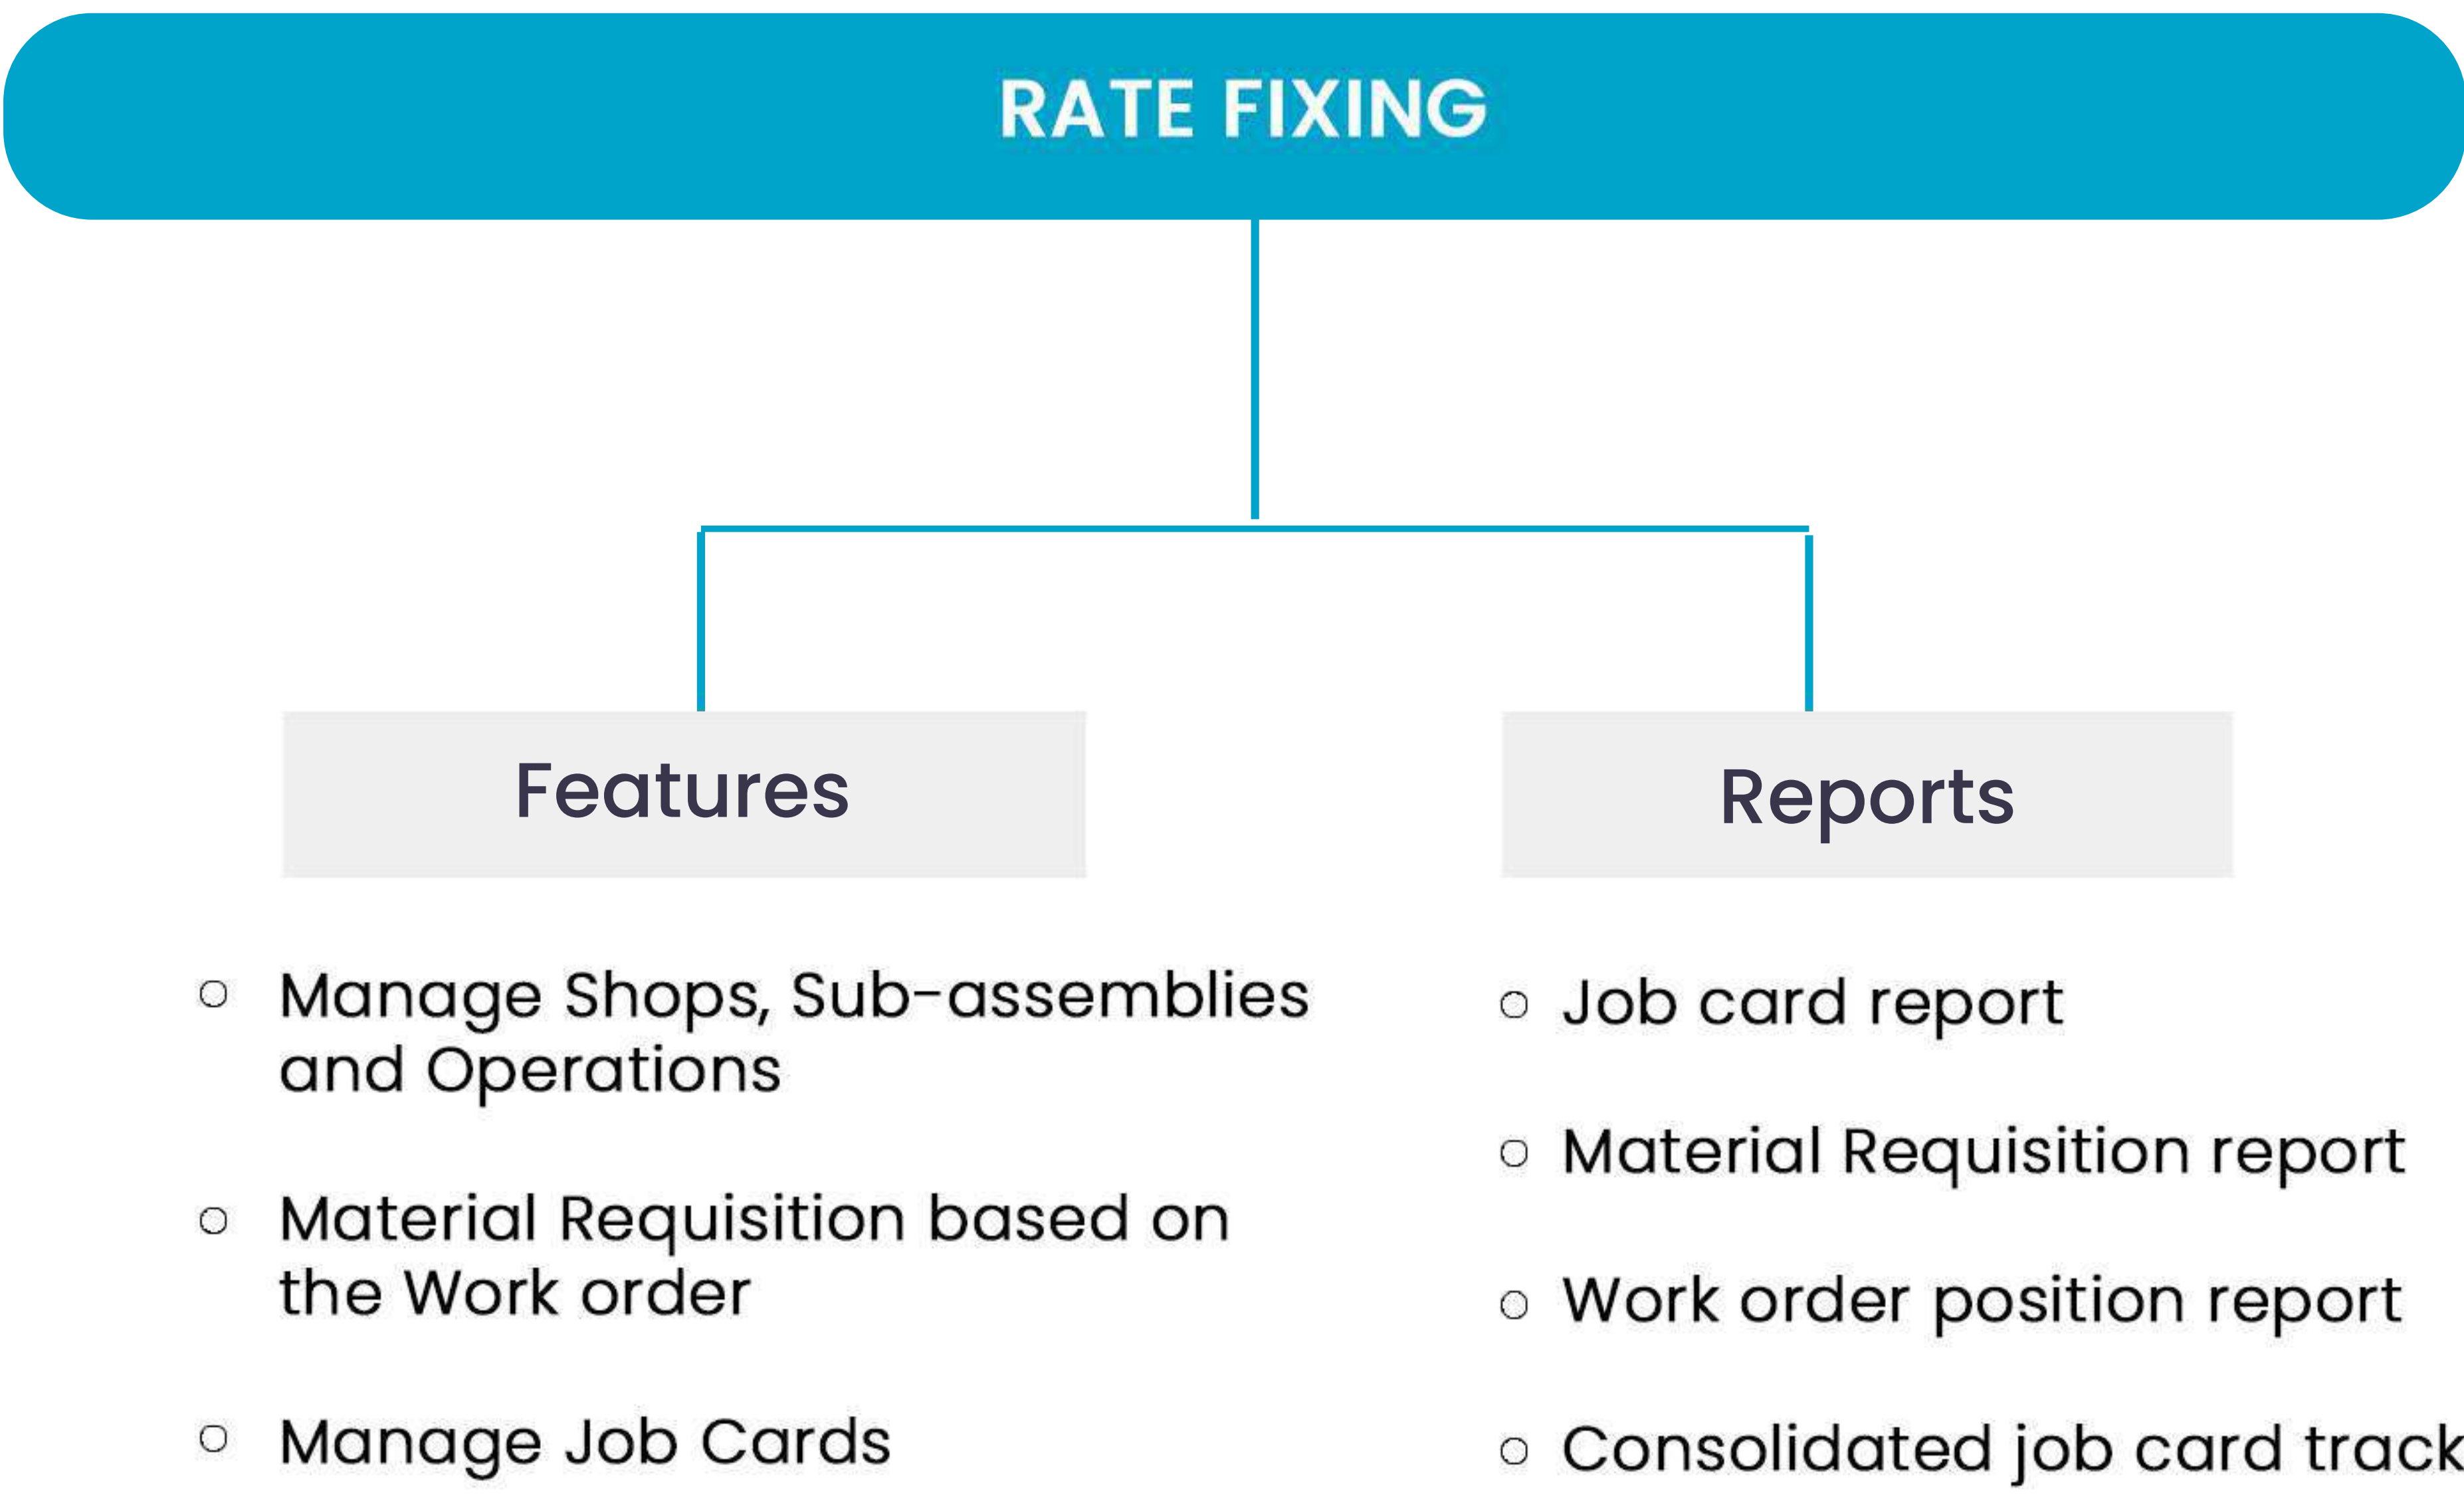 RATE FIXING
Features
Manage Shops, Sub-assemblies
and Operations
Material Requisition based on
the Work order
Manage Job Cards
Reports
Job card report
Material Requisition report
Work order position report
Consolidated job card track